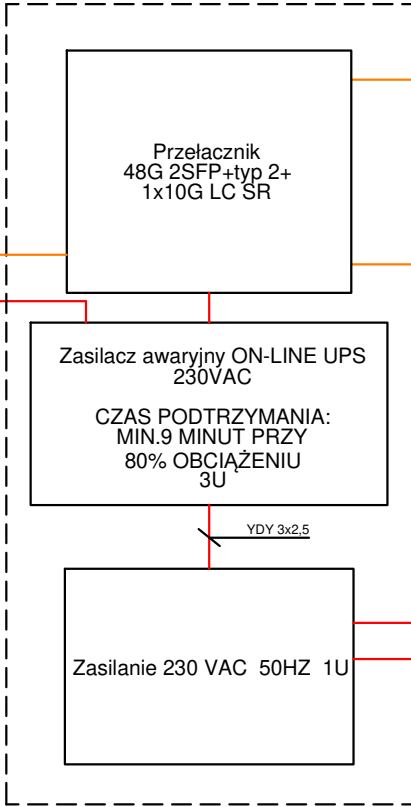 Przełacznik
48G 2SFP+typ 2+
1x10G LC SR
Zasilacz awaryjny ON-LINE UPS
230VAC
CZAS PODTRZYMANIA:
MIN.9 MINUT PRZY
80% OBCIĄŻENIU
3U
YDY 3x2,5
Zasilanie 230 VAC 50HZ 1U